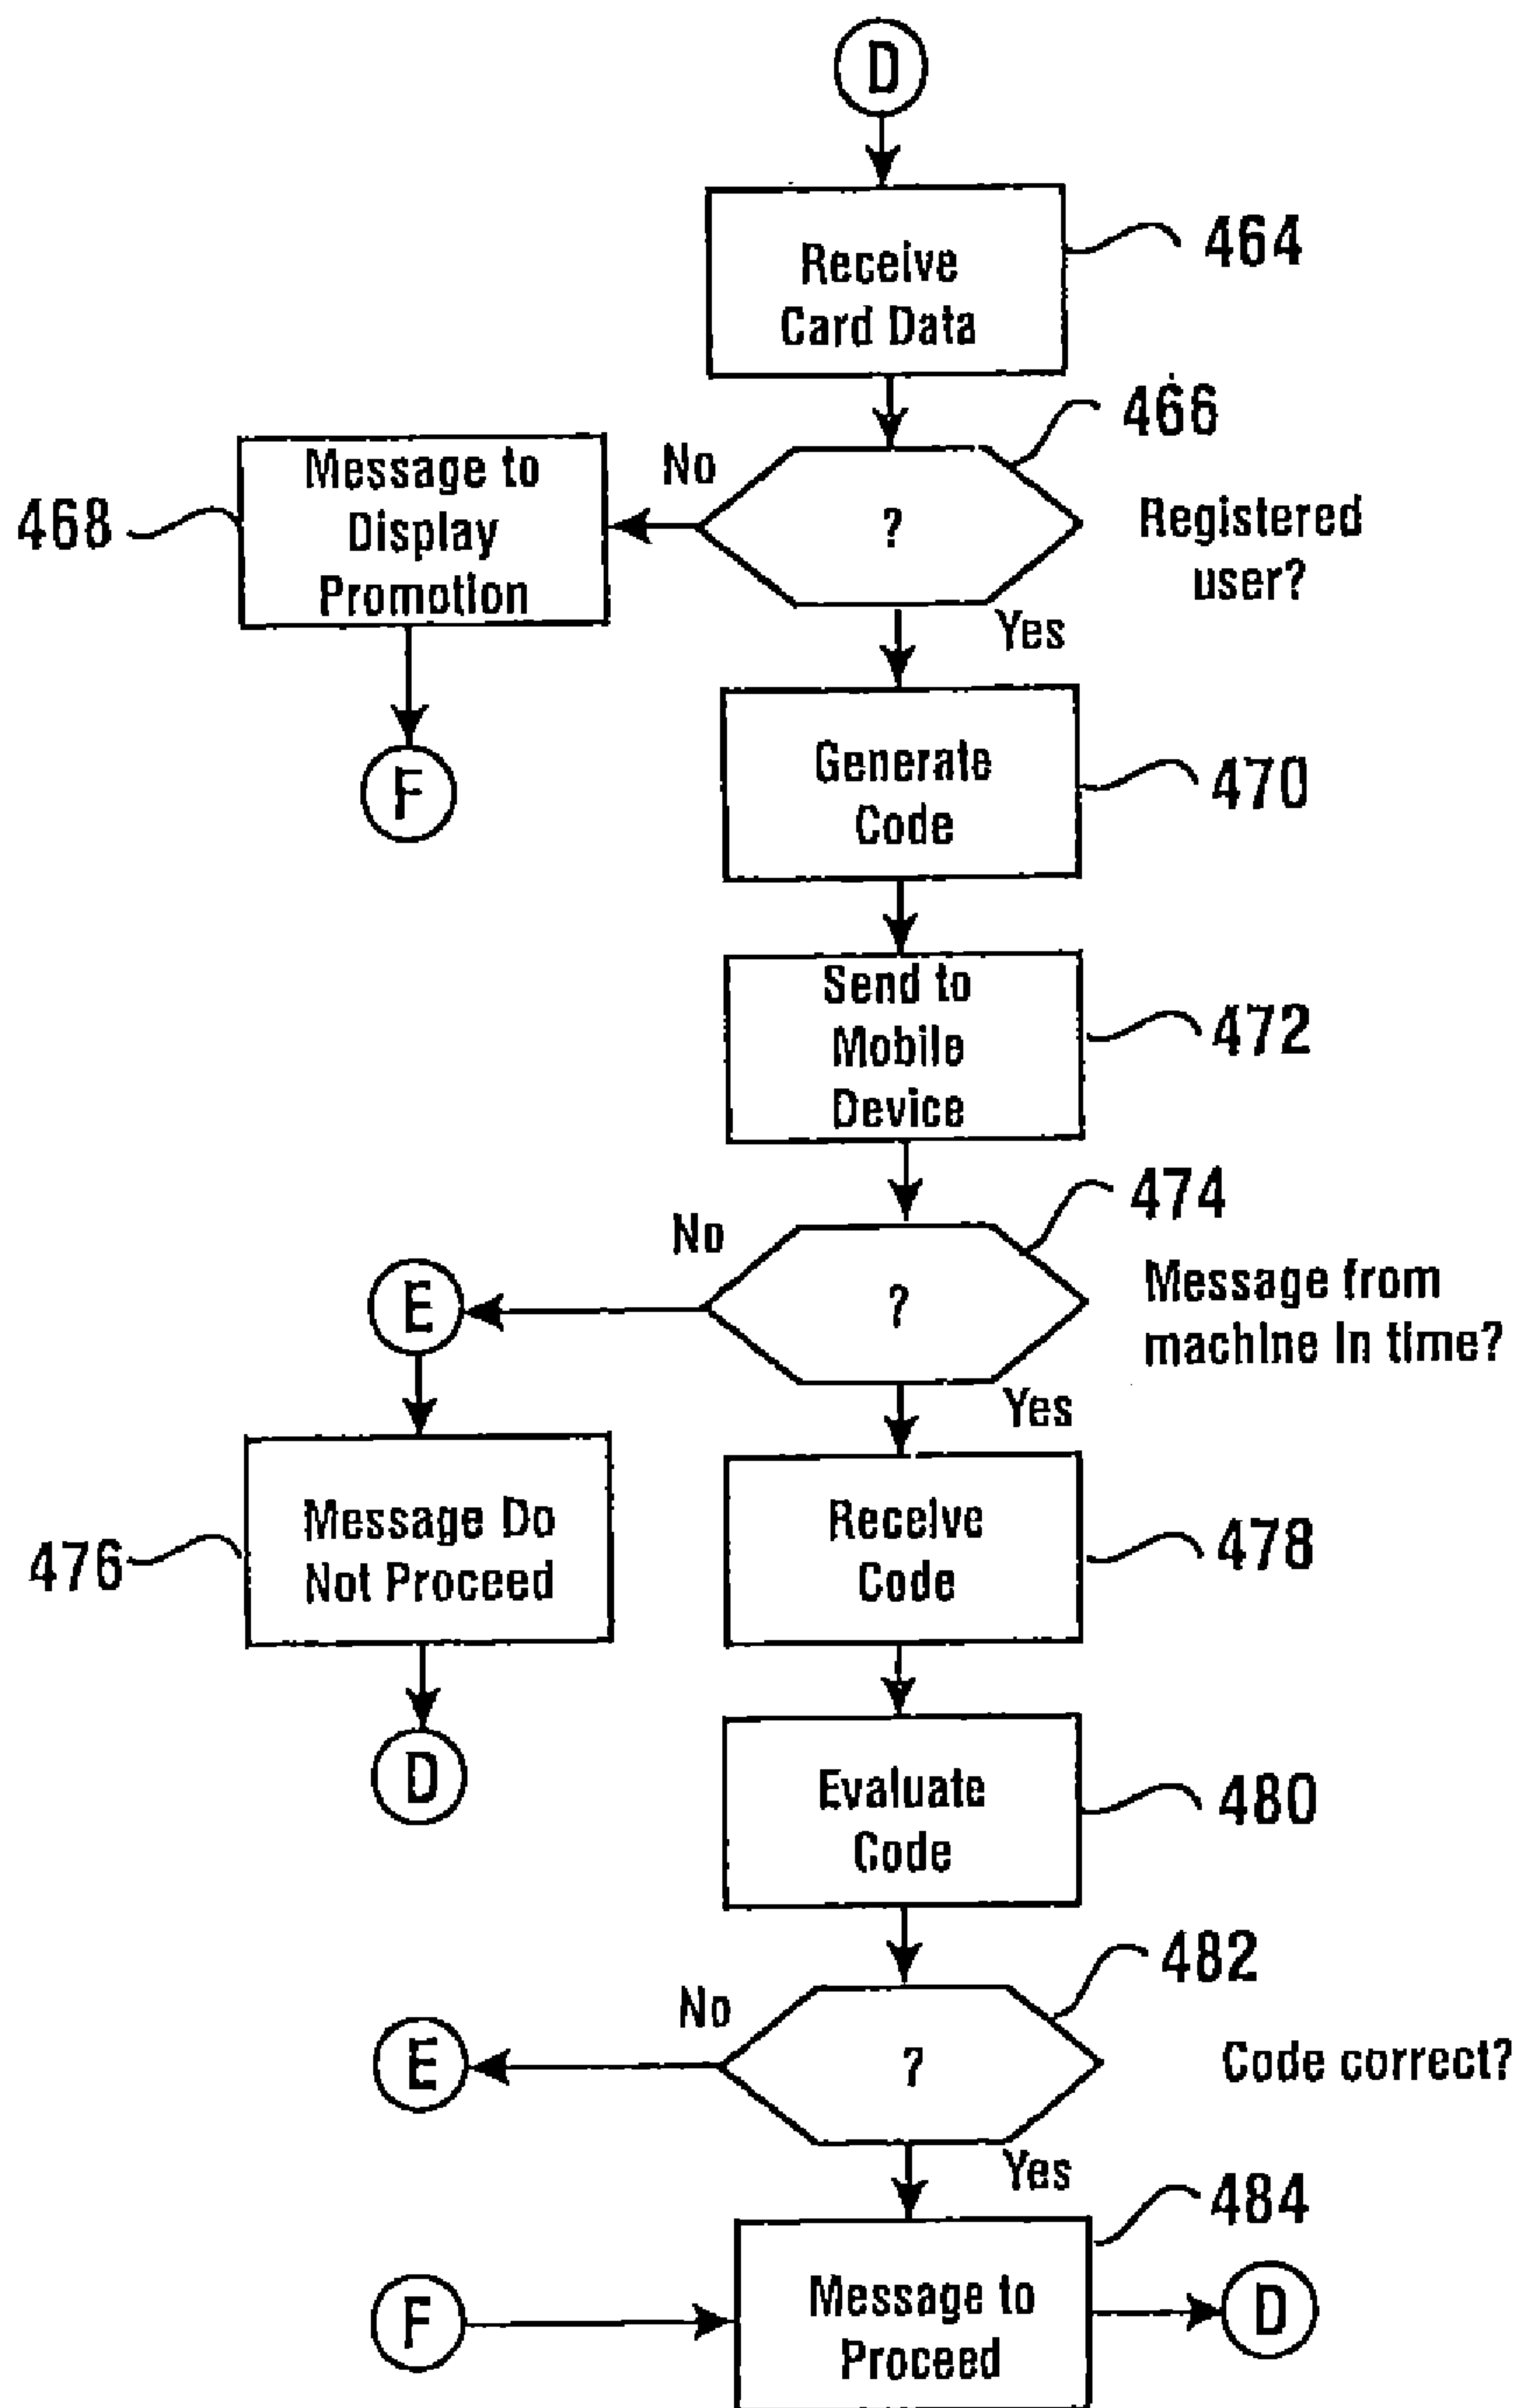 D
Receive
Card Data
464
466
No
?
Registered
user?
Yes
Message to
Display
Promotion
468
F
Generate
Code
470
Send to
Mobile
Device
472
474
No
?
Message from
machine in time?
Yes
E
Message Do
Not Proceed
476
D
Receive
Code
478
Evaluate
Code
480
482
No
?
Code correct?
Yes
E
484
F
Message to
Proceed
D